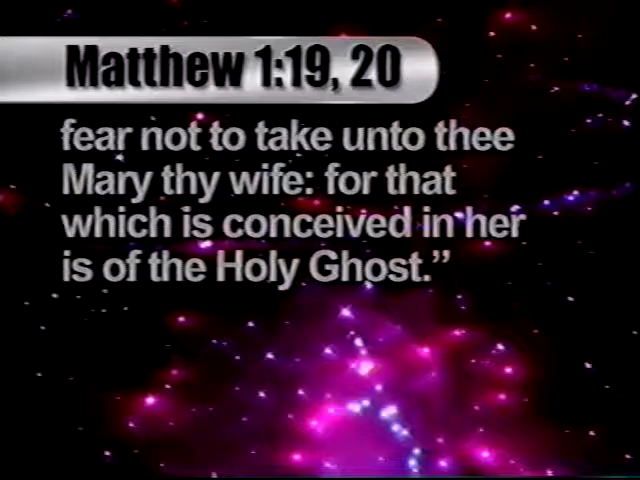 Matthew 1:19, 20
fear not to take unto thee
Mary thy wife: for that
which is conceived in her
is of the Holy Ghost.”